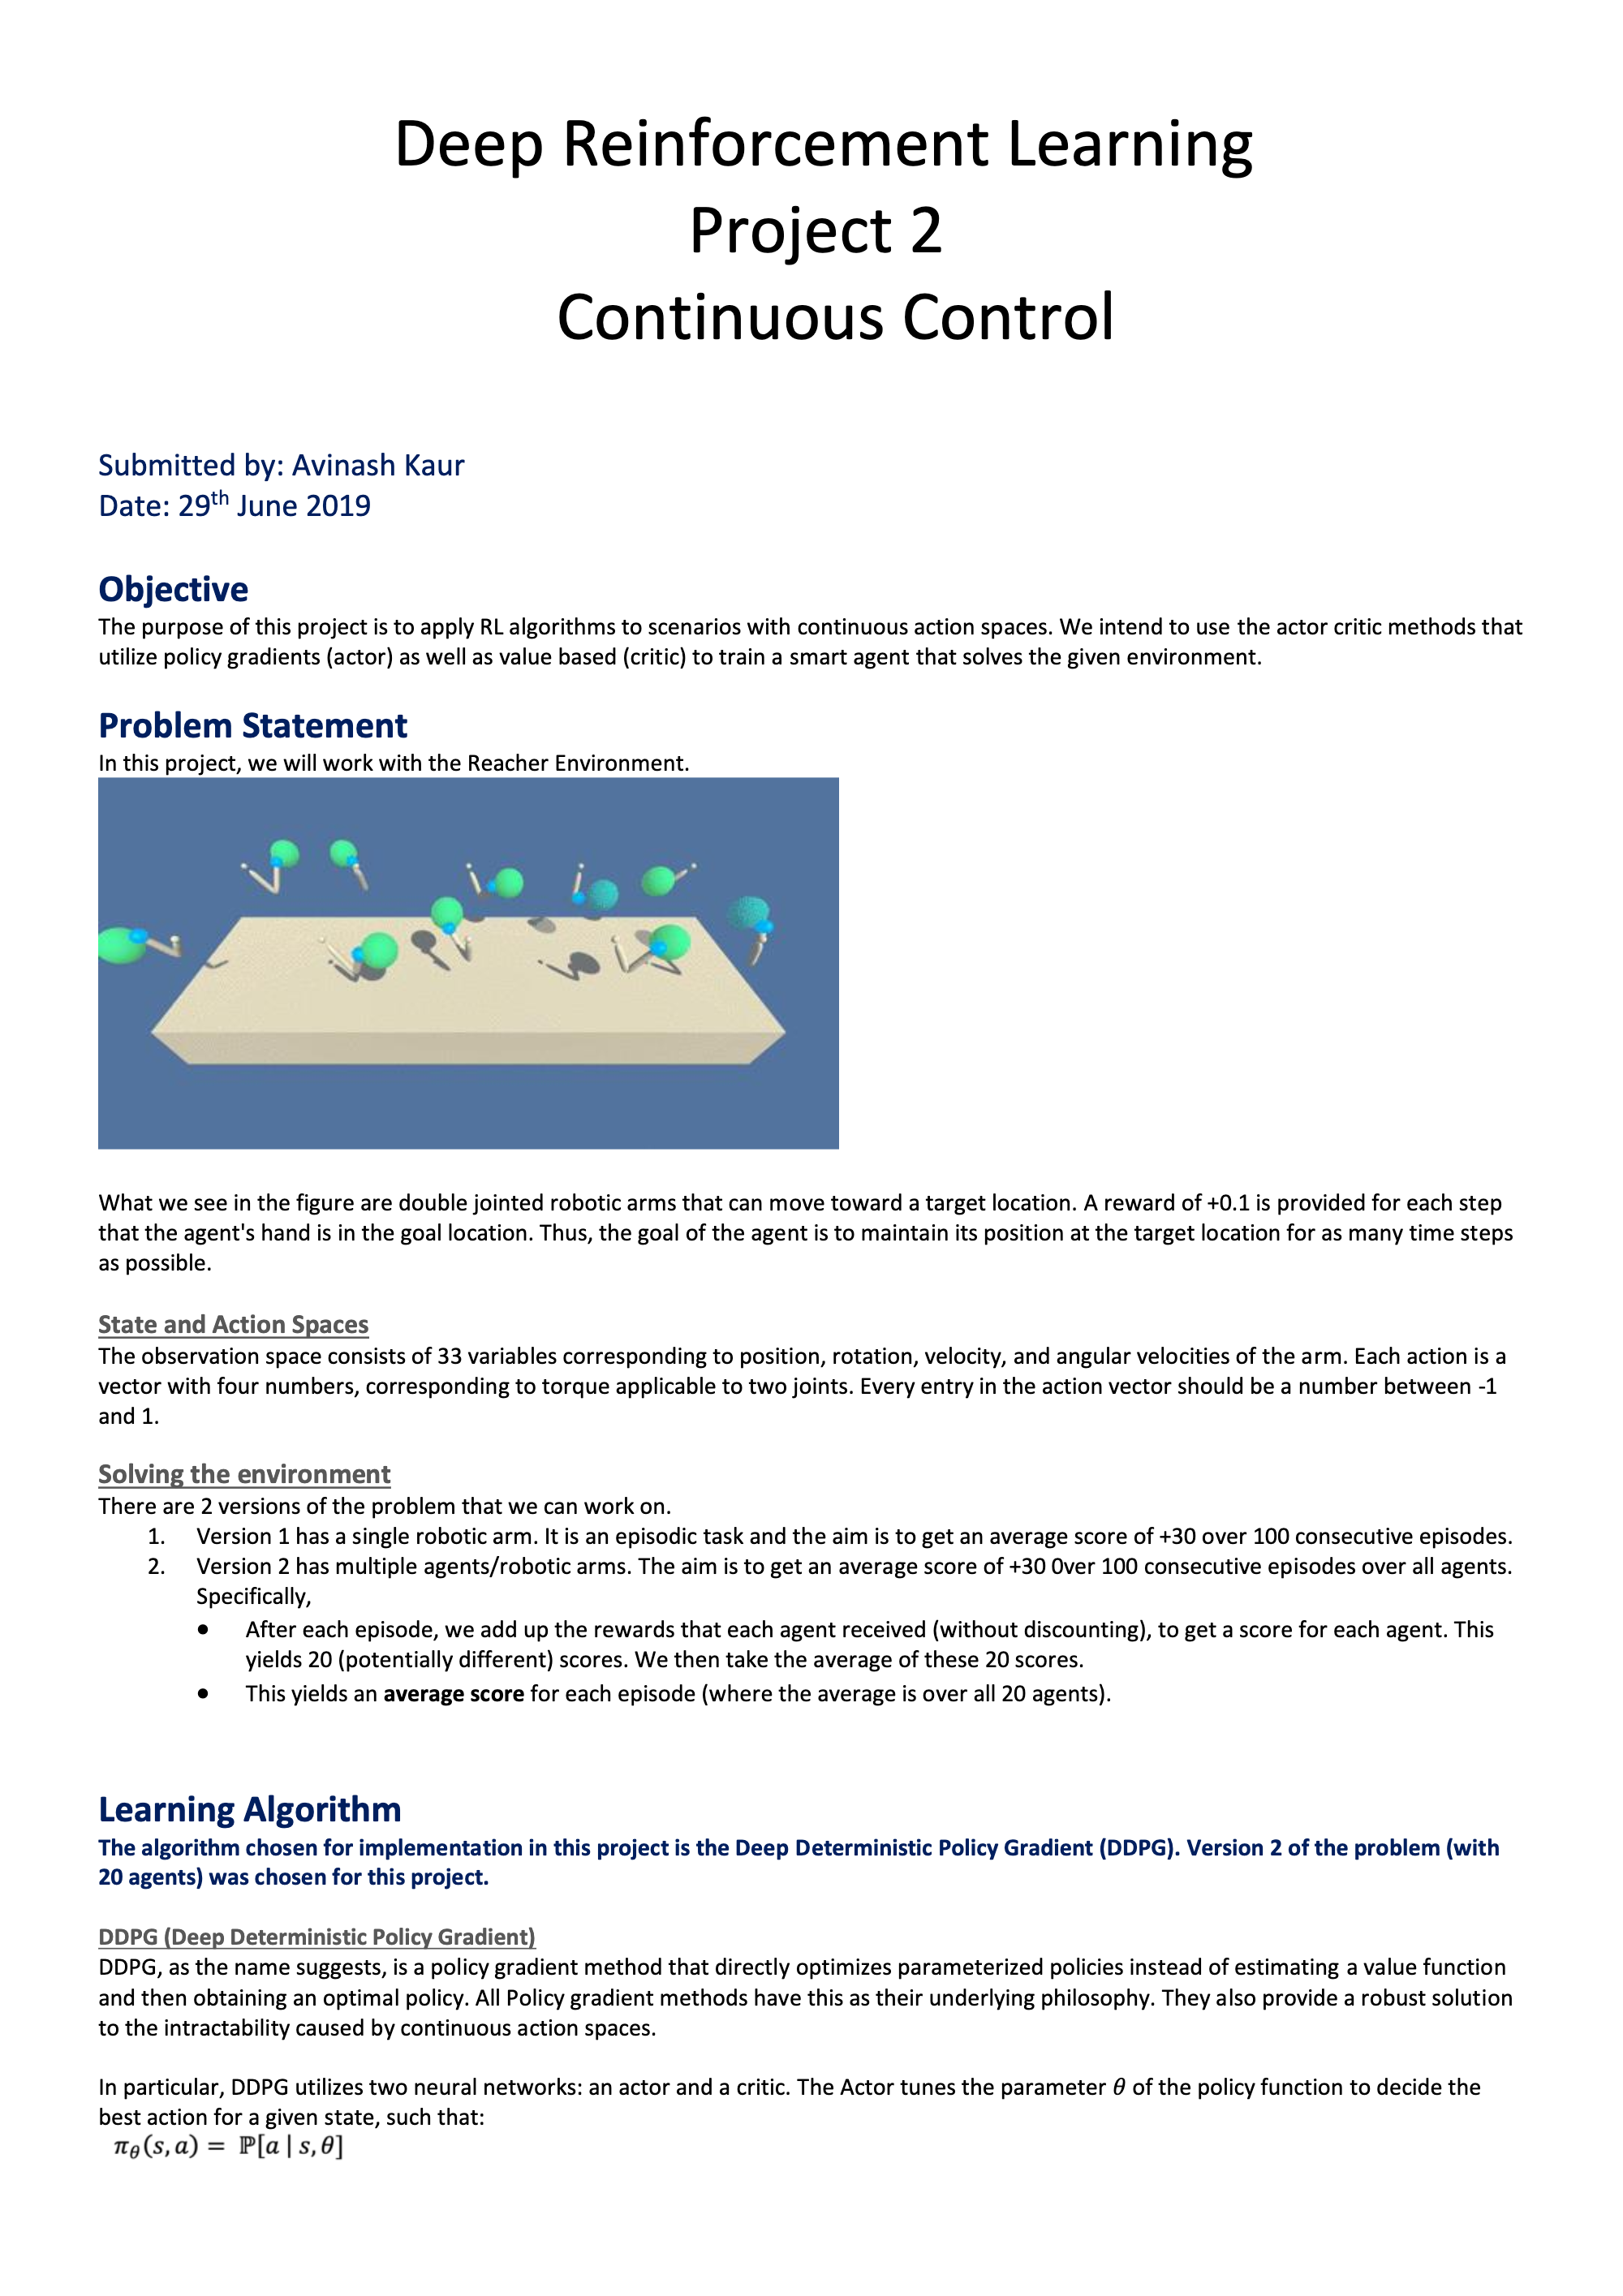 Deep Reinforcement Learning
Project 2
Continuous Control
Submitted by: Avinash Kaur
Date: 29th June 2019
Objective
The purpose of this project is to apply RL algorithms to scenarios with continuous action spaces. We intend to use the actor critic methods that
utilize policy gradients (actor) as well as value based (critic) to train a smart agent that solves the given environment.
Problem Statement
In this project, we will work with the Reacher Environment.
What we see in the figure are double jointed robotic arms that can move toward a target location. A reward of +0.1 is provided for each step
that the agent's hand is in the goal location. Thus, the goal of the agent is to maintain its position at the target location for as many time steps
as possible.
State and Action Spaces
The observation space consists of 33 variables corresponding to position, rotation, velocity, and angular velocities of the arm. Each action is a
vector with four numbers, corresponding to torque applicable to two joints. Every entry in the action vector should be a number between -1
and 1.
Solving the environment
There are 2 versions of the problem that we can work on.
1. Version 1 has a single robotic arm. It is an episodic task and the aim is to get an average score of +30 over 100 consecutive episodes.
2. Version 2 has multiple agents/robotic arms. The aim is to get an average score of +30 0ver 100 consecutive episodes over all agents.
Specifically,
• After each episode, we add up the rewards that each agent received (without discounting), to get a score for each agent. This
yields 20 (potentially different) scores. We then take the average of these 20 scores.
• This yields an average score for each episode (where the average is over all 20 agents).
Learning Algorithm
The algorithm chosen for implementation in this project is the Deep Deterministic Policy Gradient (DDPG). Version 2 of the problem (with
20 agents) was chosen for this project.
DDPG (Deep Deterministic Policy Gradient)
DDPG, as the name suggests, is a policy gradient method that directly optimizes parameterized policies instead of estimating a value function
and then obtaining an optimal policy. All Policy gradient methods have this as their underlying philosophy. They also provide a robust solution
to the intractability caused by continuous action spaces.
In particular, DDPG utilizes two neural networks: an actor and a critic. The Actor tunes the parameter θ of the policy function to decide the
best action for a given state, such that:
πθ(s, a) = ℙ[a | s, θ]